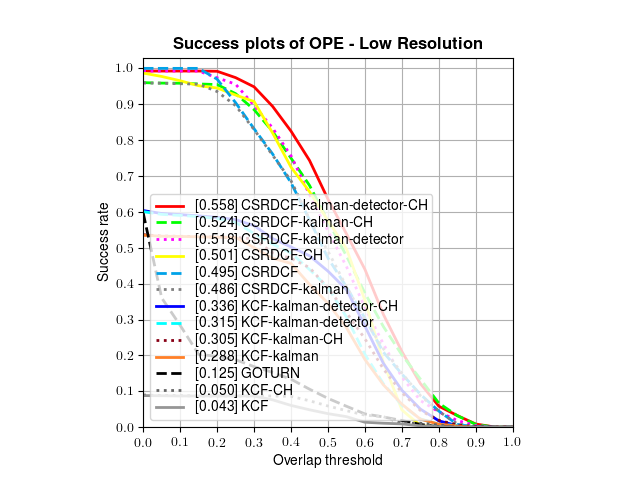 Success plots of OPE - Low Resolution
Success rate
1.0
0.9
0.8
0.7
0.6
0.5
0.4
0.3
0.2
0.1
0.0
[0.558] CSRDCF-kalman-detector-CH
[0.524] CSRDCF-kalman-CH
[0.518] CSRDCF-kalman-detector
[0.501] CSRDCF-CH
[0.495] CSRDCF
[0.486] CSRDCF-kalman
[0.336] KCF-kalman-detector-CH
[0.315] KCF-kalman-detector
[0.305] KCF-kalman-CH
[0.288] KCF-kalman
[0.125] GOTURN
[0.050] KCF-CH
[0.043] KCF
0.0 0.1 0.2 0.3 0.4 0.5 0.6 0.7 0.8 0.9 1.0
Overlap threshold